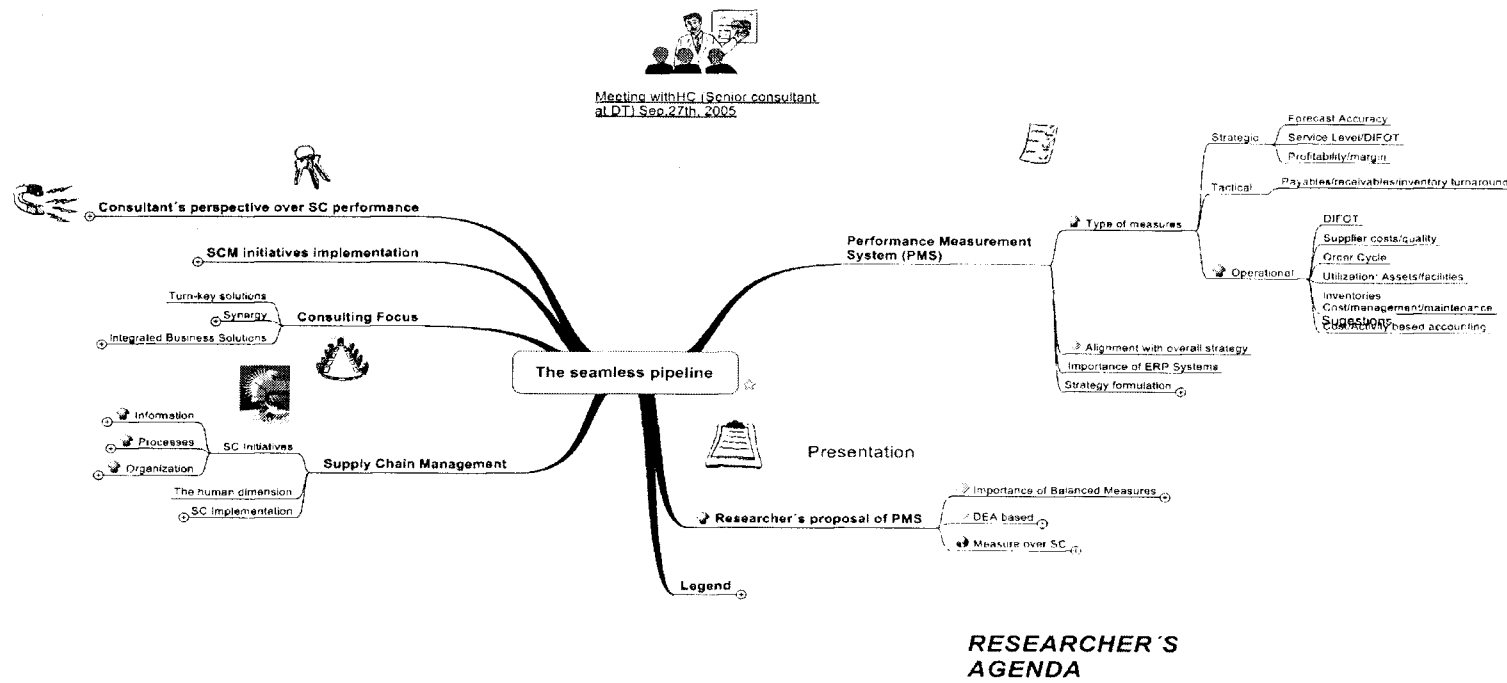 Meeting withHC (Senior consultant
at DT) Sep.27th, 2005
Consultant´s perspective over SC performance
SCM initiatives implementation
Turn-key solutions
Synergy
Integrated Business Solutions
Consulting Focus
The seamless pipeline
Information
Processes
Organization
SC Initiatives
The human dimension
SC Implementation
Supply Chain Management
Performance Measurement
System (PMS)
Type of measures
Strategic
Forecast Accuracy
Service Level/DIFOT
Profitability/margin
Tactical
Payables/receivables/inventory turnaround
Operational
DIFOT
Supplier costs/quality
Order Cycle
Utilization: Assets/facilities
Inventories
Cost/management/maintenance
Sugestions
Cost/Activity based accounting
Alignment with overall strategy
Importance of ERP Systems
Strategy formulation
Presentation
Researcher´s proposal of PMS
Importance of Balanced Measures
DEA based
Measure over SC
Legend
RESEARCHER´S
AGENDA